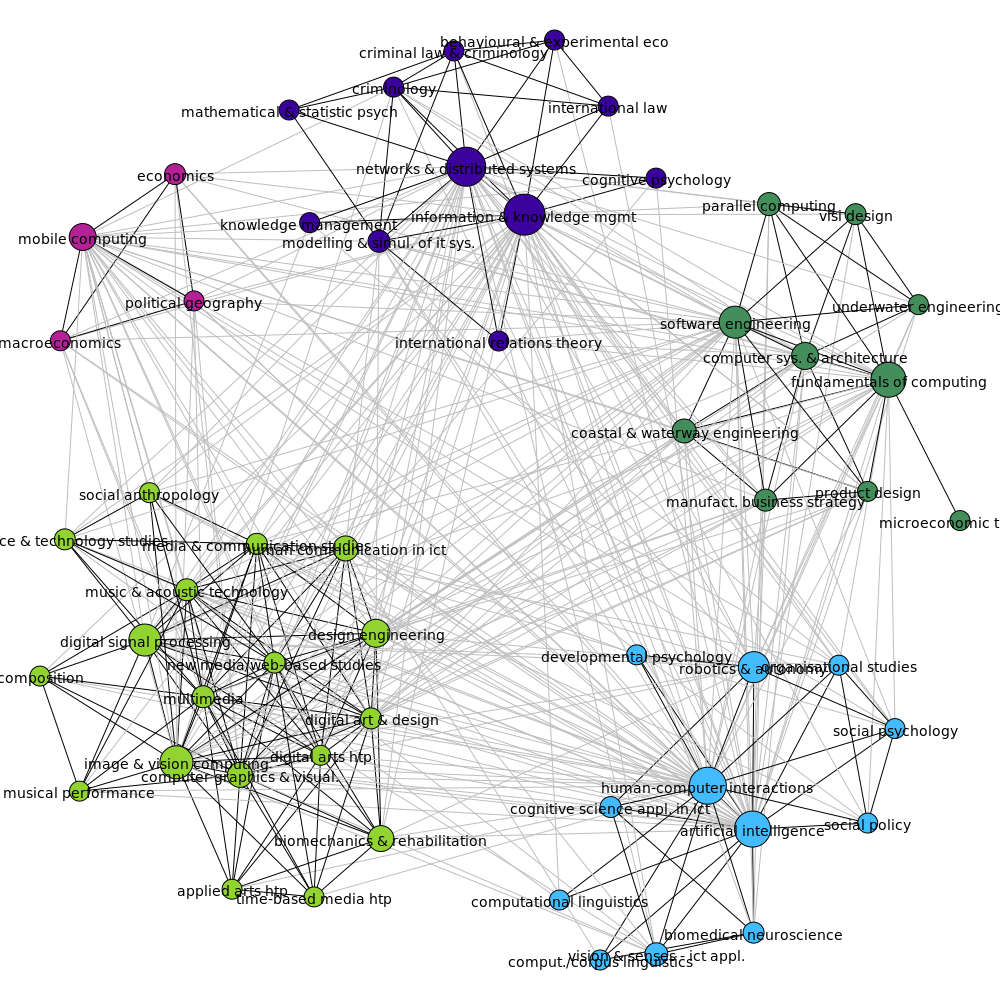 behavioural & experimental eco
criminal law & criminology
criminology
international law
mathematical & statistic psych
networks & distributed systems
economics
cognitive psychology
parallel computing
vlsi design
information & knowledge mgmt
knowledge management
mobile computing
modelling & simul. of it sys.
political geography
underwater engineering
software engineering
macroeconomics
international relations theory
computer sys. & architecture
fundamentals of computing
coastal & waterway engineering
social anthropology
product design
manufact. business strategy
microeconomic t
ce & technology studies
media & communication studies
human communication in ict
music & acoustic technology
digital signal processing
design engineering
developmental psychology
new media/web-based studies
robotics & autonomy
organisational studies
composition
multimedia
digital art & design
social psychology
digital arts htp
image & vision computing
computer graphics & visual.
human-computer interactions
musical performance
cognitive science appl. in ict
artificial intelligence
social policy
biomechanics & rehabilitation
applied arts htp
time-based media htp
computational linguistics
biomedical neuroscience
vision & senses - ict appl.
comput./corpus linguistics